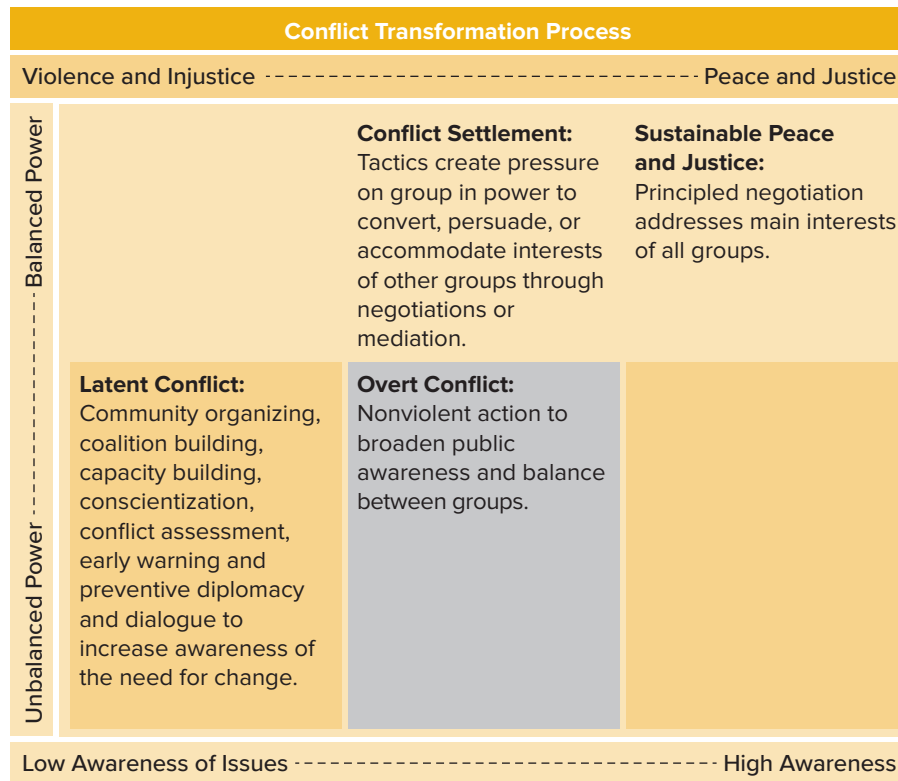 Conflict Transformation Process
Violence and Injustice
Peace and Justice
Balanced Power
Unbalanced Power
Conflict Settlement:
Tactics create pressure
on group in power to
convert, persuade, or
accommodate interests
of other groups through
negotiations or
mediation.
Sustainable Peace
and Justice:
Principled negotiation
addresses main interests
of all groups.
Latent Conflict:
Community organizing,
coalition building,
capacity building,
conscientization,
conflict assessment,
early warning and
preventive diplomacy
and dialogue to
increase awareness of
the need for change.
Overt Conflict:
Nonviolent action to
broaden public
awareness and balance
between groups.
Low Awareness of Issues
High Awareness